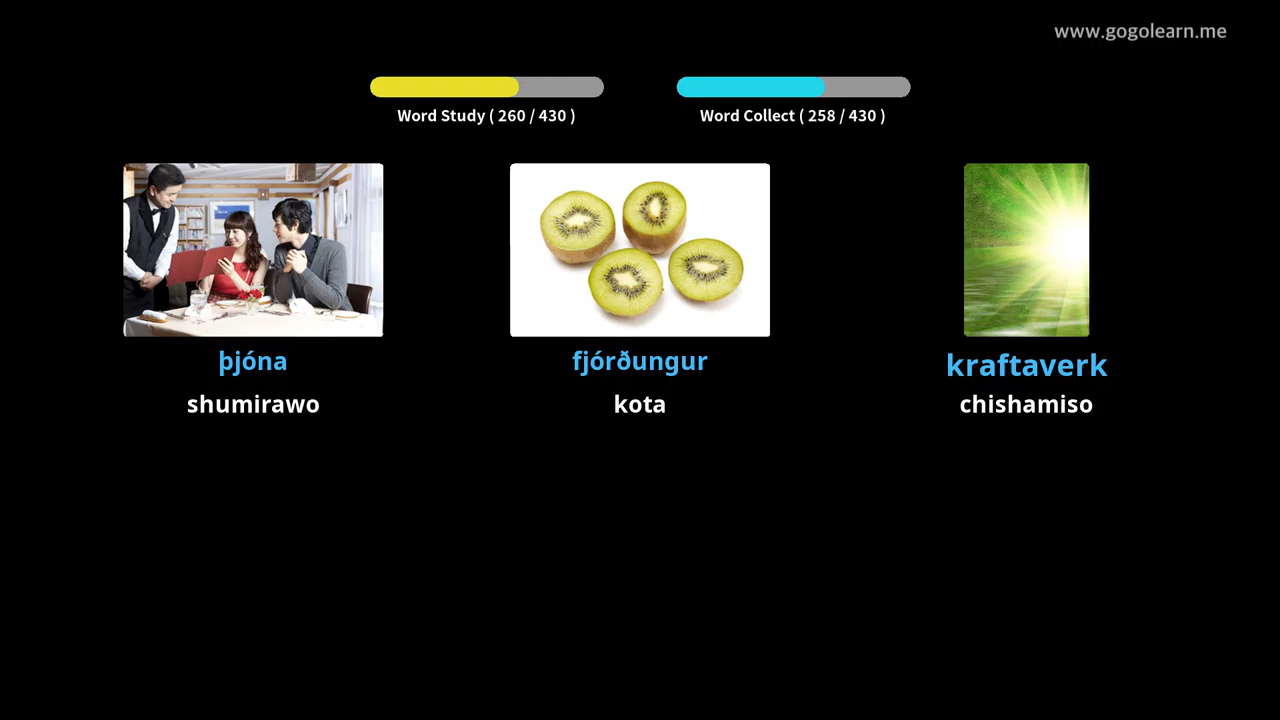 www.gogolearn.me
Word Study ( 260 / 430 )
Word Collect ( 258 / 430 )
þjóna
fjórðungur
kraftaverk
shumirawo
kota
chishamiso